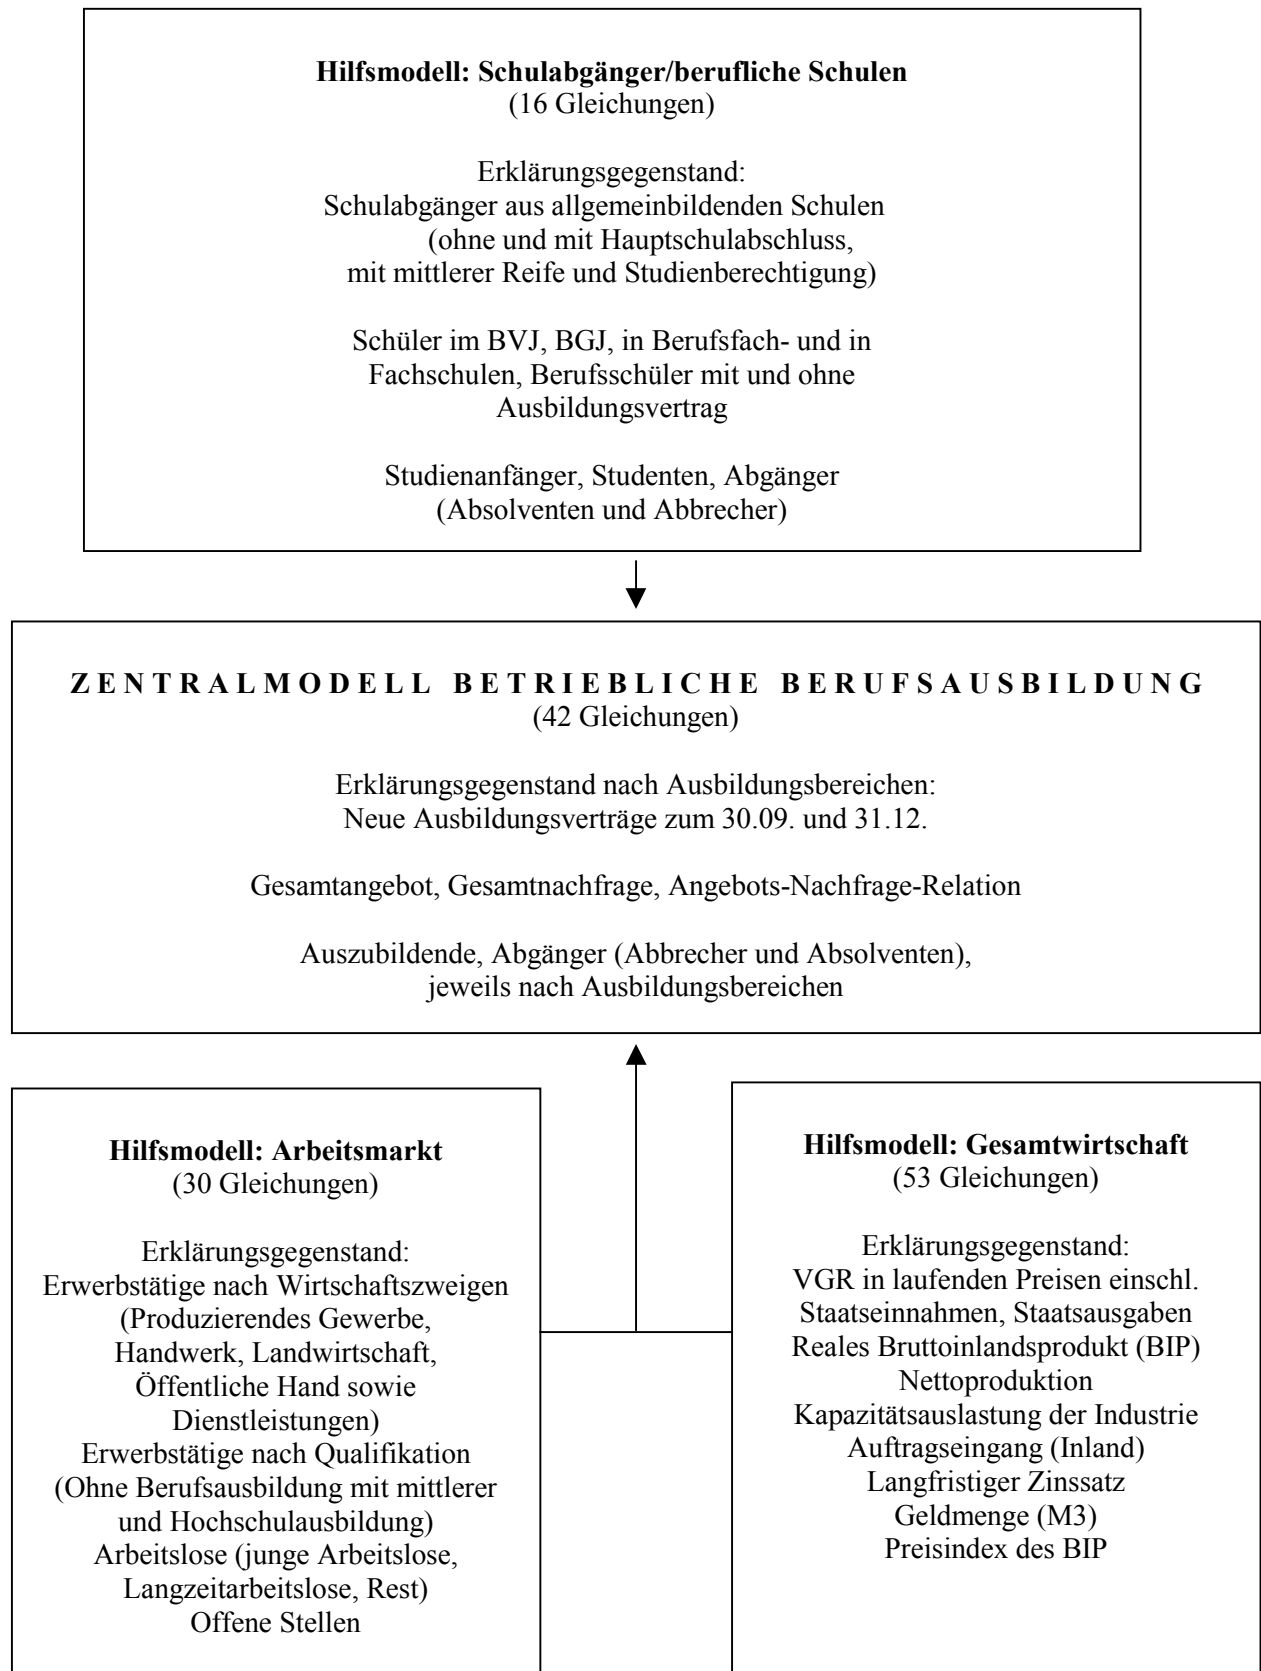 Hilfsmodell: Schulabgänger/berufliche Schulen
(16 Gleichungen)
Erklärungsgegenstand:
Schulabgänger aus allgemeinbildenden Schulen
(ohne und mit Hauptschulabschluss,
mit mittlerer Reife und Studienberechtigung)
Schüler im BVJ, BGJ, in Berufsfach- und in
Fachschulen, Berufsschüler mit und ohne
Ausbildungsvertrag
Studienanfänger, Studenten, Abgänger
(Absolventen und Abbrecher)
Z E N T R A L M O D E L L   B E T R I E B L I C H E   B E R U F S A U S B I L D U N G
(42 Gleichungen)
Erklärungsgegenstand nach Ausbildungsbereichen:
Neue Ausbildungsverträge zum 30.09. und 31.12.
Gesamtangebot, Gesamtnachfrage, Angebots-Nachfrage-Relation
Auszubildende, Abgänger (Abbrecher und Absolventen),
jeweils nach Ausbildungsbereichen
Hilfsmodell: Arbeitsmarkt
(30 Gleichungen)
Erklärungsgegenstand:
Erwerbstätige nach Wirtschaftszweigen
(Produzierendes Gewerbe,
Handwerk, Landwirtschaft,
Öffentliche Hand sowie
Dienstleistungen)
Erwerbstätige nach Qualifikation
(Ohne Berufsausbildung mit mittlerer
und Hochschulausbildung)
Arbeitslose (junge Arbeitslose,
Langzeitarbeitslose, Rest)
Offene Stellen
Hilfsmodell: Gesamtwirtschaft
(53 Gleichungen)
Erklärungsgegenstand:
VGR in laufenden Preisen einschl.
Staatseinnahmen, Staatsausgaben
Reales Bruttoinlandsprodukt (BIP)
Nettoproduktion
Kapazitätsauslastung der Industrie
Auftragseingang (Inland)
Langfristiger Zinssatz
Geldmenge (M3)
Preisindex des BIP